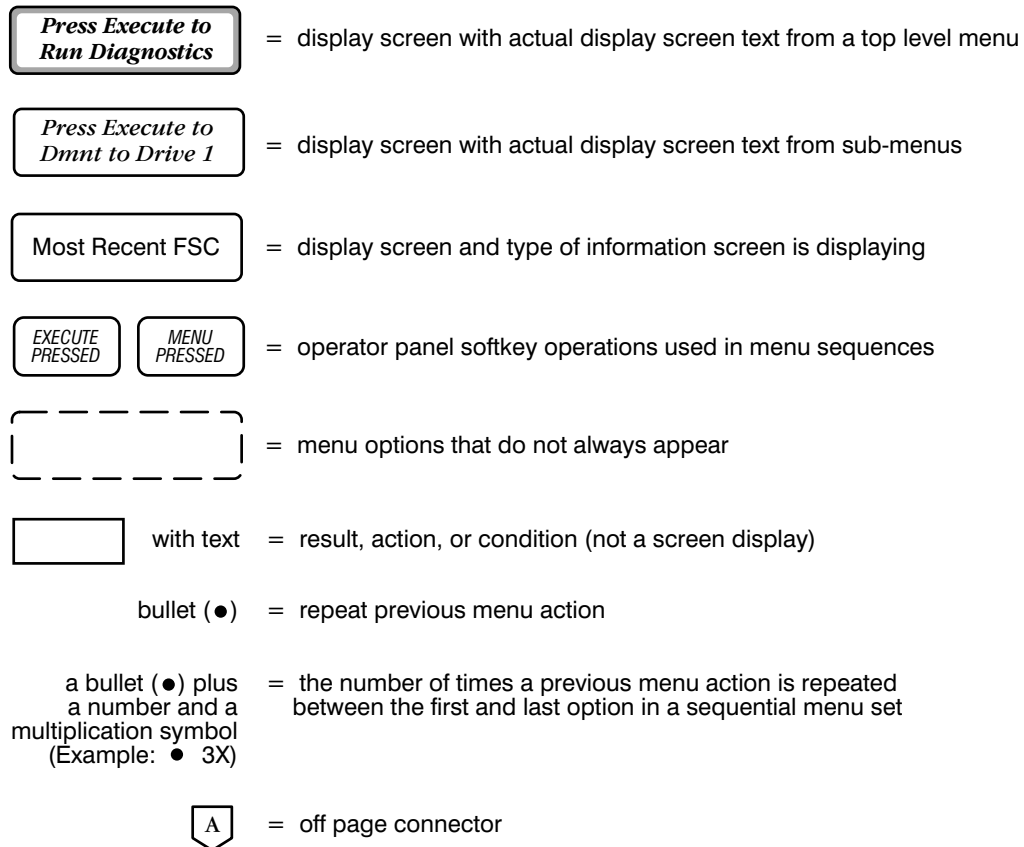 Press Execute to
Run Diagnostics
= display screen with actual display screen text from a top level menu
Press Execute to
Dmnt to Drive 1
= display screen with actual display screen text from sub-menus
Most Recent FSC
= display screen and type of information screen is displaying
EXECUTE
PRESSED
MENU
PRESSED
= operator panel softkey operations used in menu sequences
= menu options that do not always appear
with text = result, action, or condition (not a screen display)
bullet (●) = repeat previous menu action
a bullet (●) plus
a number and a
multiplication symbol
(Example: ● 3X)
= the number of times a previous menu action is repeated
between the first and last option in a sequential menu set
A = off page connector